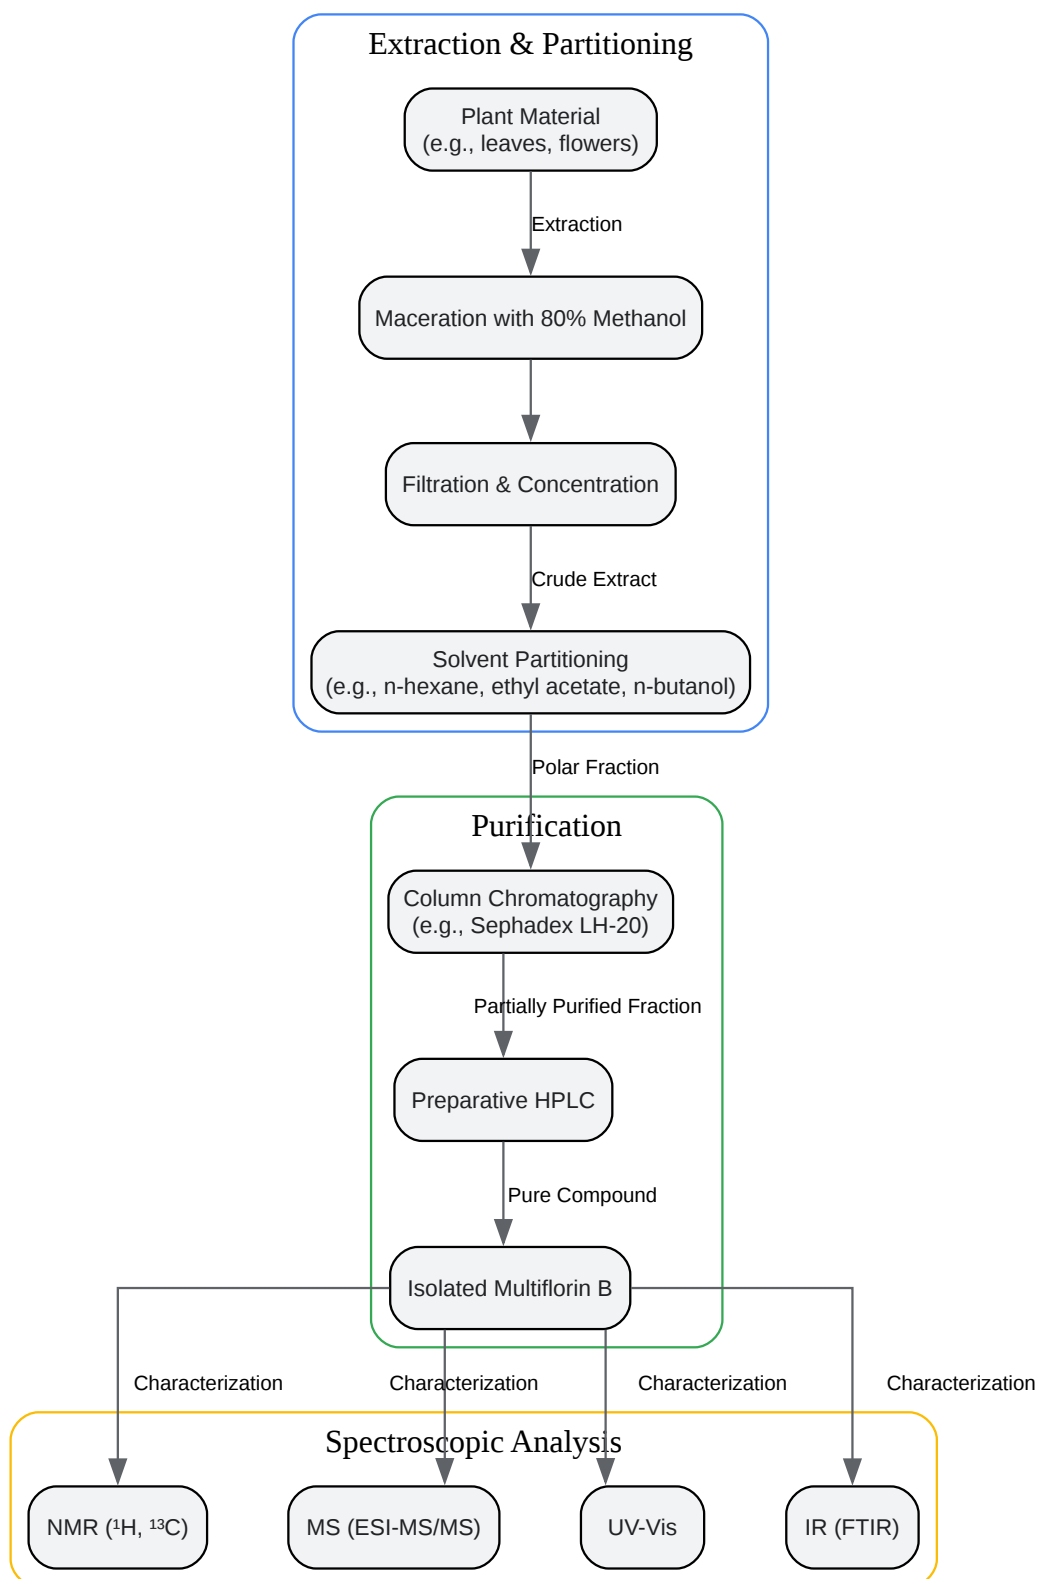 Extraction & Partitioning
Plant Material
(e.g., leaves, flowers)
Extraction
Maceration with 80% Methanol
Filtration & Concentration
Crude Extract
Solvent Partitioning
(e.g., n-hexane, ethyl acetate, n-butanol)
Polar Fraction
Purification
Column Chromatography
(e.g., Sephadex LH-20)
Partially Purified Fraction
Preparative HPLC
Pure Compound
Isolated Multiflorin B
Characterization
Characterization
Characterization
Characterization
Spectroscopic Analysis
NMR (¹H, ¹³C)
MS (ESI-MS/MS)
UV-Vis
IR (FTIR)